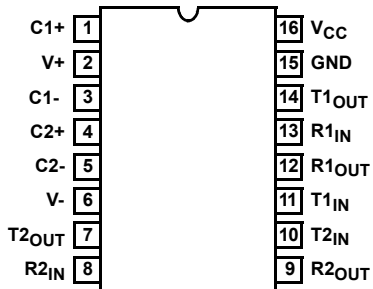 C1+ 1 16 VCC
V+ 2 15 GND
C1- 3 14 T1OUT
C2+ 4 13 R1IN
C2- 5 12 R1OUT
V- 6 11 T1IN
T2OUT 7 10 T2IN
R2IN 8 9 R2OUT